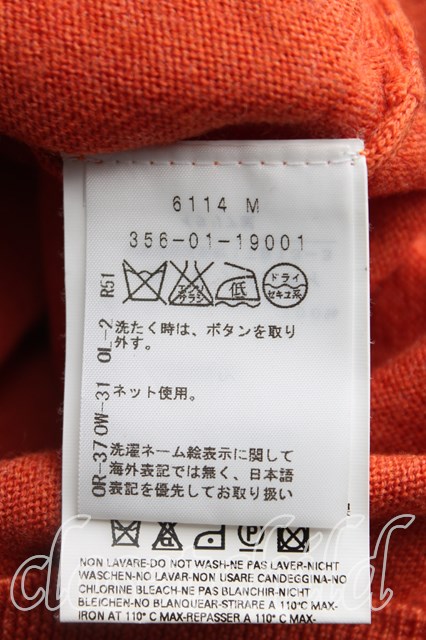 6114 M
356-01-19001
R51
エンソ
サラシ
低
ドライ
セキユ系
OL-2
洗たく時は、ボタンを取り
外す。
OW-31
ネット使用。
OR-37
洗濯ネーム絵表示に関して
海外表記では無く、日本語
表記を優先してお取り扱い
P
NON LAVARE-DO NOT WASH-NE PAS LAVER-NICHT
WASCHEN-NO LAVAR-NON USARE CANDEGGINA-NO
CHLORINE BLEACH-NE PAS BLANCHIR-NICHT
BLEICHEN-NO BLANQUEAR-STIRARE A 110°C MAX-
IRON AT 110° C MAX-REPASSER A 110° C MAX-